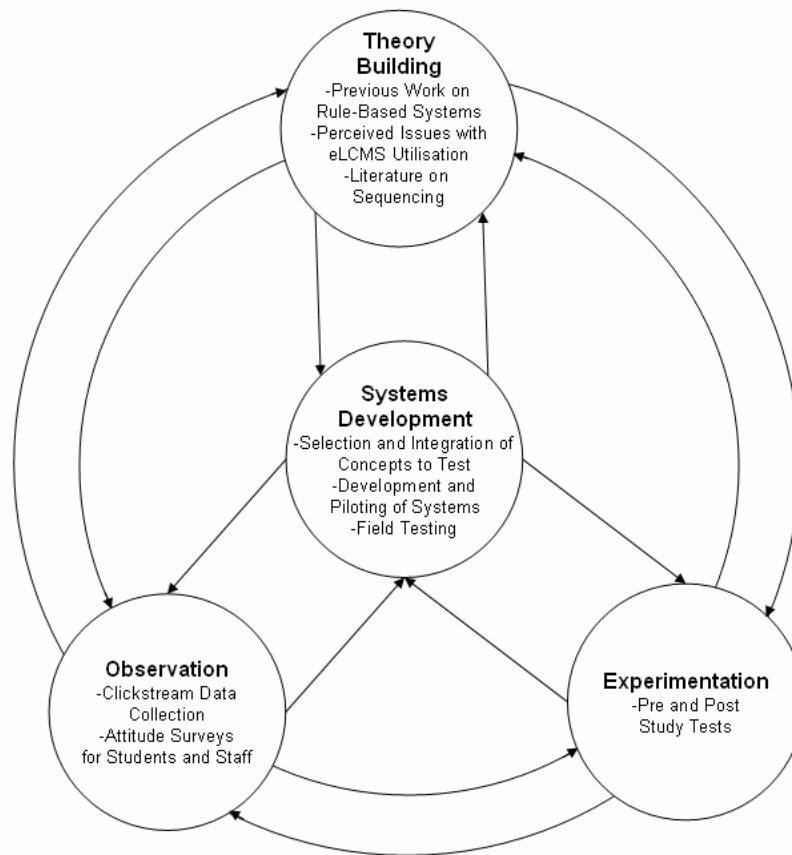 Theory
Building
-Previous Work on
Rule-Based Systems
-Perceived Issues with
eLCMS Utilisation
-Literature on
Sequencing
Systems
Development
-Selection and Integration of
Concepts to Test
-Development and
Piloting of Systems
-Field Testing
Observation
-Clickstream Data
Collection
-Attitude Surveys
for Students and Staff
Experimentation
-Pre and Post
Study Tests